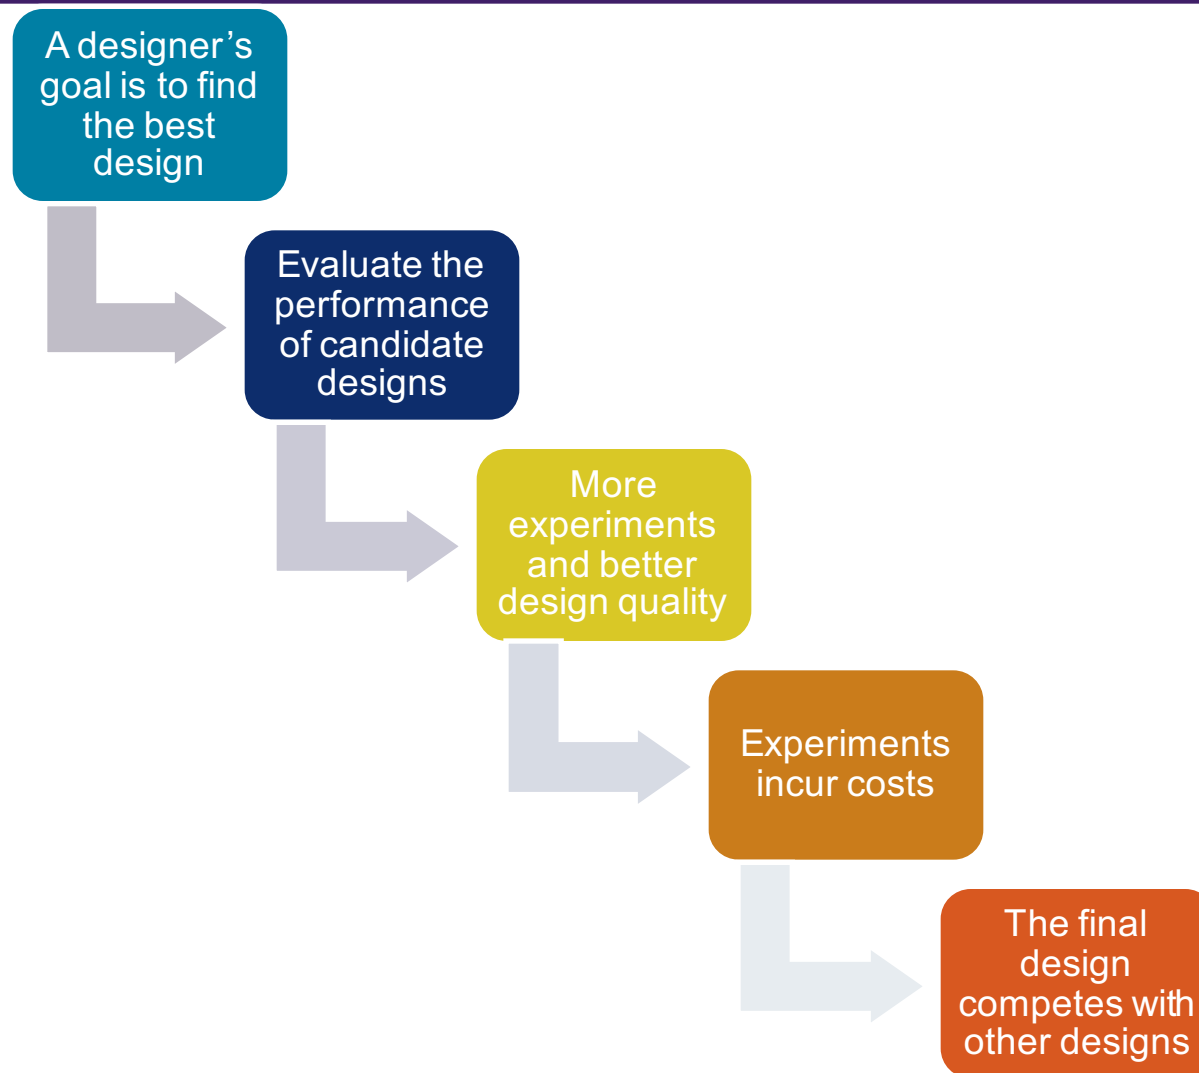 A designer’s
goal is to find
the best
design
Evaluate the
performance
of candidate
designs
More
experiments
and better
design quality
Experiments
incur costs
The final
design
competes with
other designs